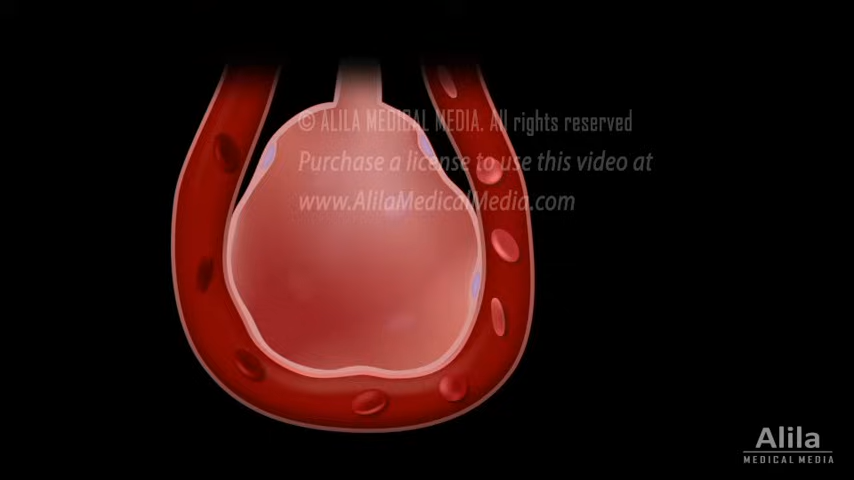 © ALILA MEDICAL MEDIA. All rights reserved
Purchase a license to use this video at
www.AlilaMedicalMedia.com
Alila
MEDICAL MEDIA